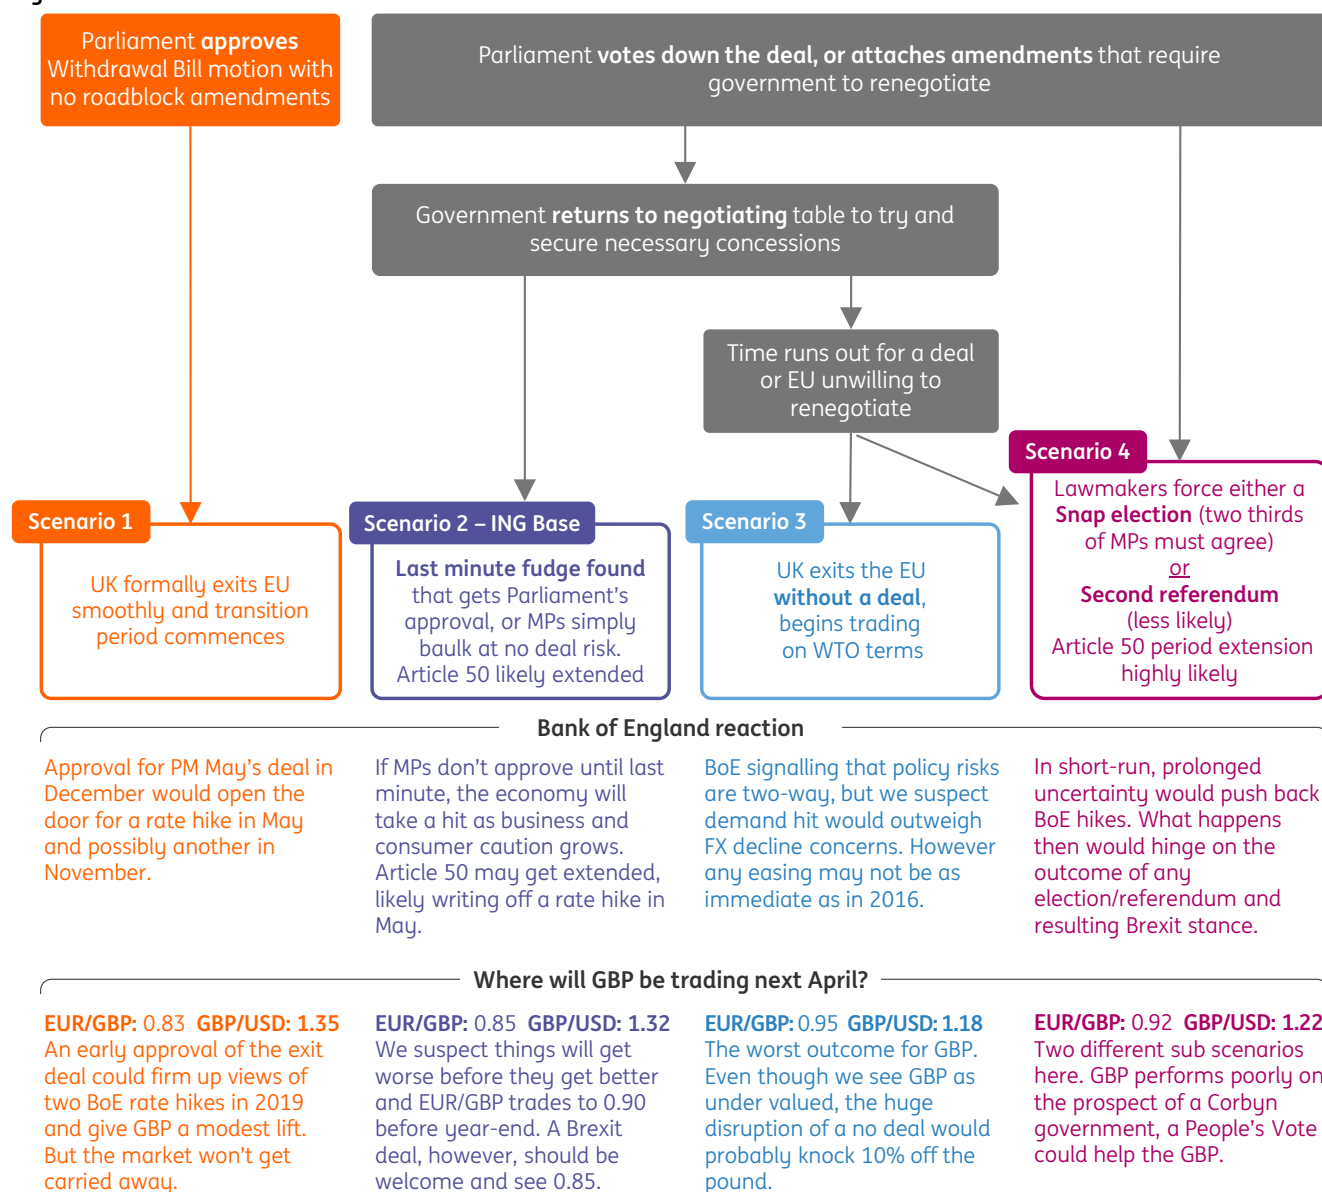 Parliament approves
Withdrawal Bill motion with
no roadblock amendments
Parliament votes down the deal, or attaches amendments that require
government to renegotiate
Government returns to negotiating table to try and
secure necessary concessions
Time runs out for a deal
or EU unwilling to
renegotiate
Scenario 1
UK formally exits EU
smoothly and transition
period commences
Scenario 2 – ING Base
Last minute fudge found
that gets Parliament's
approval, or MPs simply
baulk at no deal risk.
Article 50 likely extended
Scenario 3
UK exits the EU
without a deal,
begins trading
on WTO terms
Scenario 4
Lawmakers force either a
Snap election (two thirds
of MPs must agree)
or
Second referendum
(less likely)
Article 50 period extension
highly likely
Bank of England reaction
Approval for PM May's deal in
December would open the
door for a rate hike in May
and possibly another in
November.
If MPs don't approve until last
minute, the economy will
take a hit as business and
consumer caution grows.
Article 50 may get extended,
likely writing off a rate hike in
May.
BoE signalling that policy risks
are two-way, but we suspect
demand hit would outweigh
FX decline concerns. However
any easing may not be as
immediate as in 2016.
In short-run, prolonged
uncertainty would push back
BoE hikes. What happens
then would hinge on the
outcome of any
election/referendum and
resulting Brexit stance.
Where will GBP be trading next April?
EUR/GBP: 0.83 GBP/USD: 1.35
An early approval of the exit
deal could firm up views of
two BoE rate hikes in 2019
and give GBP a modest lift.
But the market won't get
carried away.
EUR/GBP: 0.85 GBP/USD: 1.32
We suspect things will get
worse before they get better
and EUR/GBP trades to 0.90
before year-end. A Brexit
deal, however, should be
welcome and see 0.85.
EUR/GBP: 0.95 GBP/USD: 1.18
The worst outcome for GBP.
Even though we see GBP as
under valued, the huge
disruption of a no deal would
probably knock 10% off the
pound.
EUR/GBP: 0.92 GBP/USD: 1.22
Two different sub scenarios
here. GBP performs poorly on
the prospect of a Corbyn
government, a People's Vote
could help the GBP.